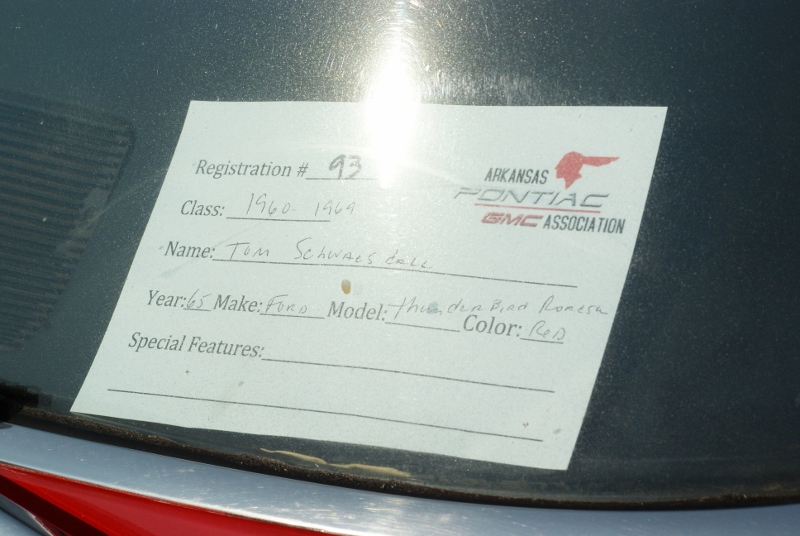 Registration # 93
ARKANSAS
PONTIAC
GMC ASSOCIATION
Class: 1960-1969
Name: Tom
Year: 65 Make: FORD Model: thunderBird
Color: RED
Special Features: